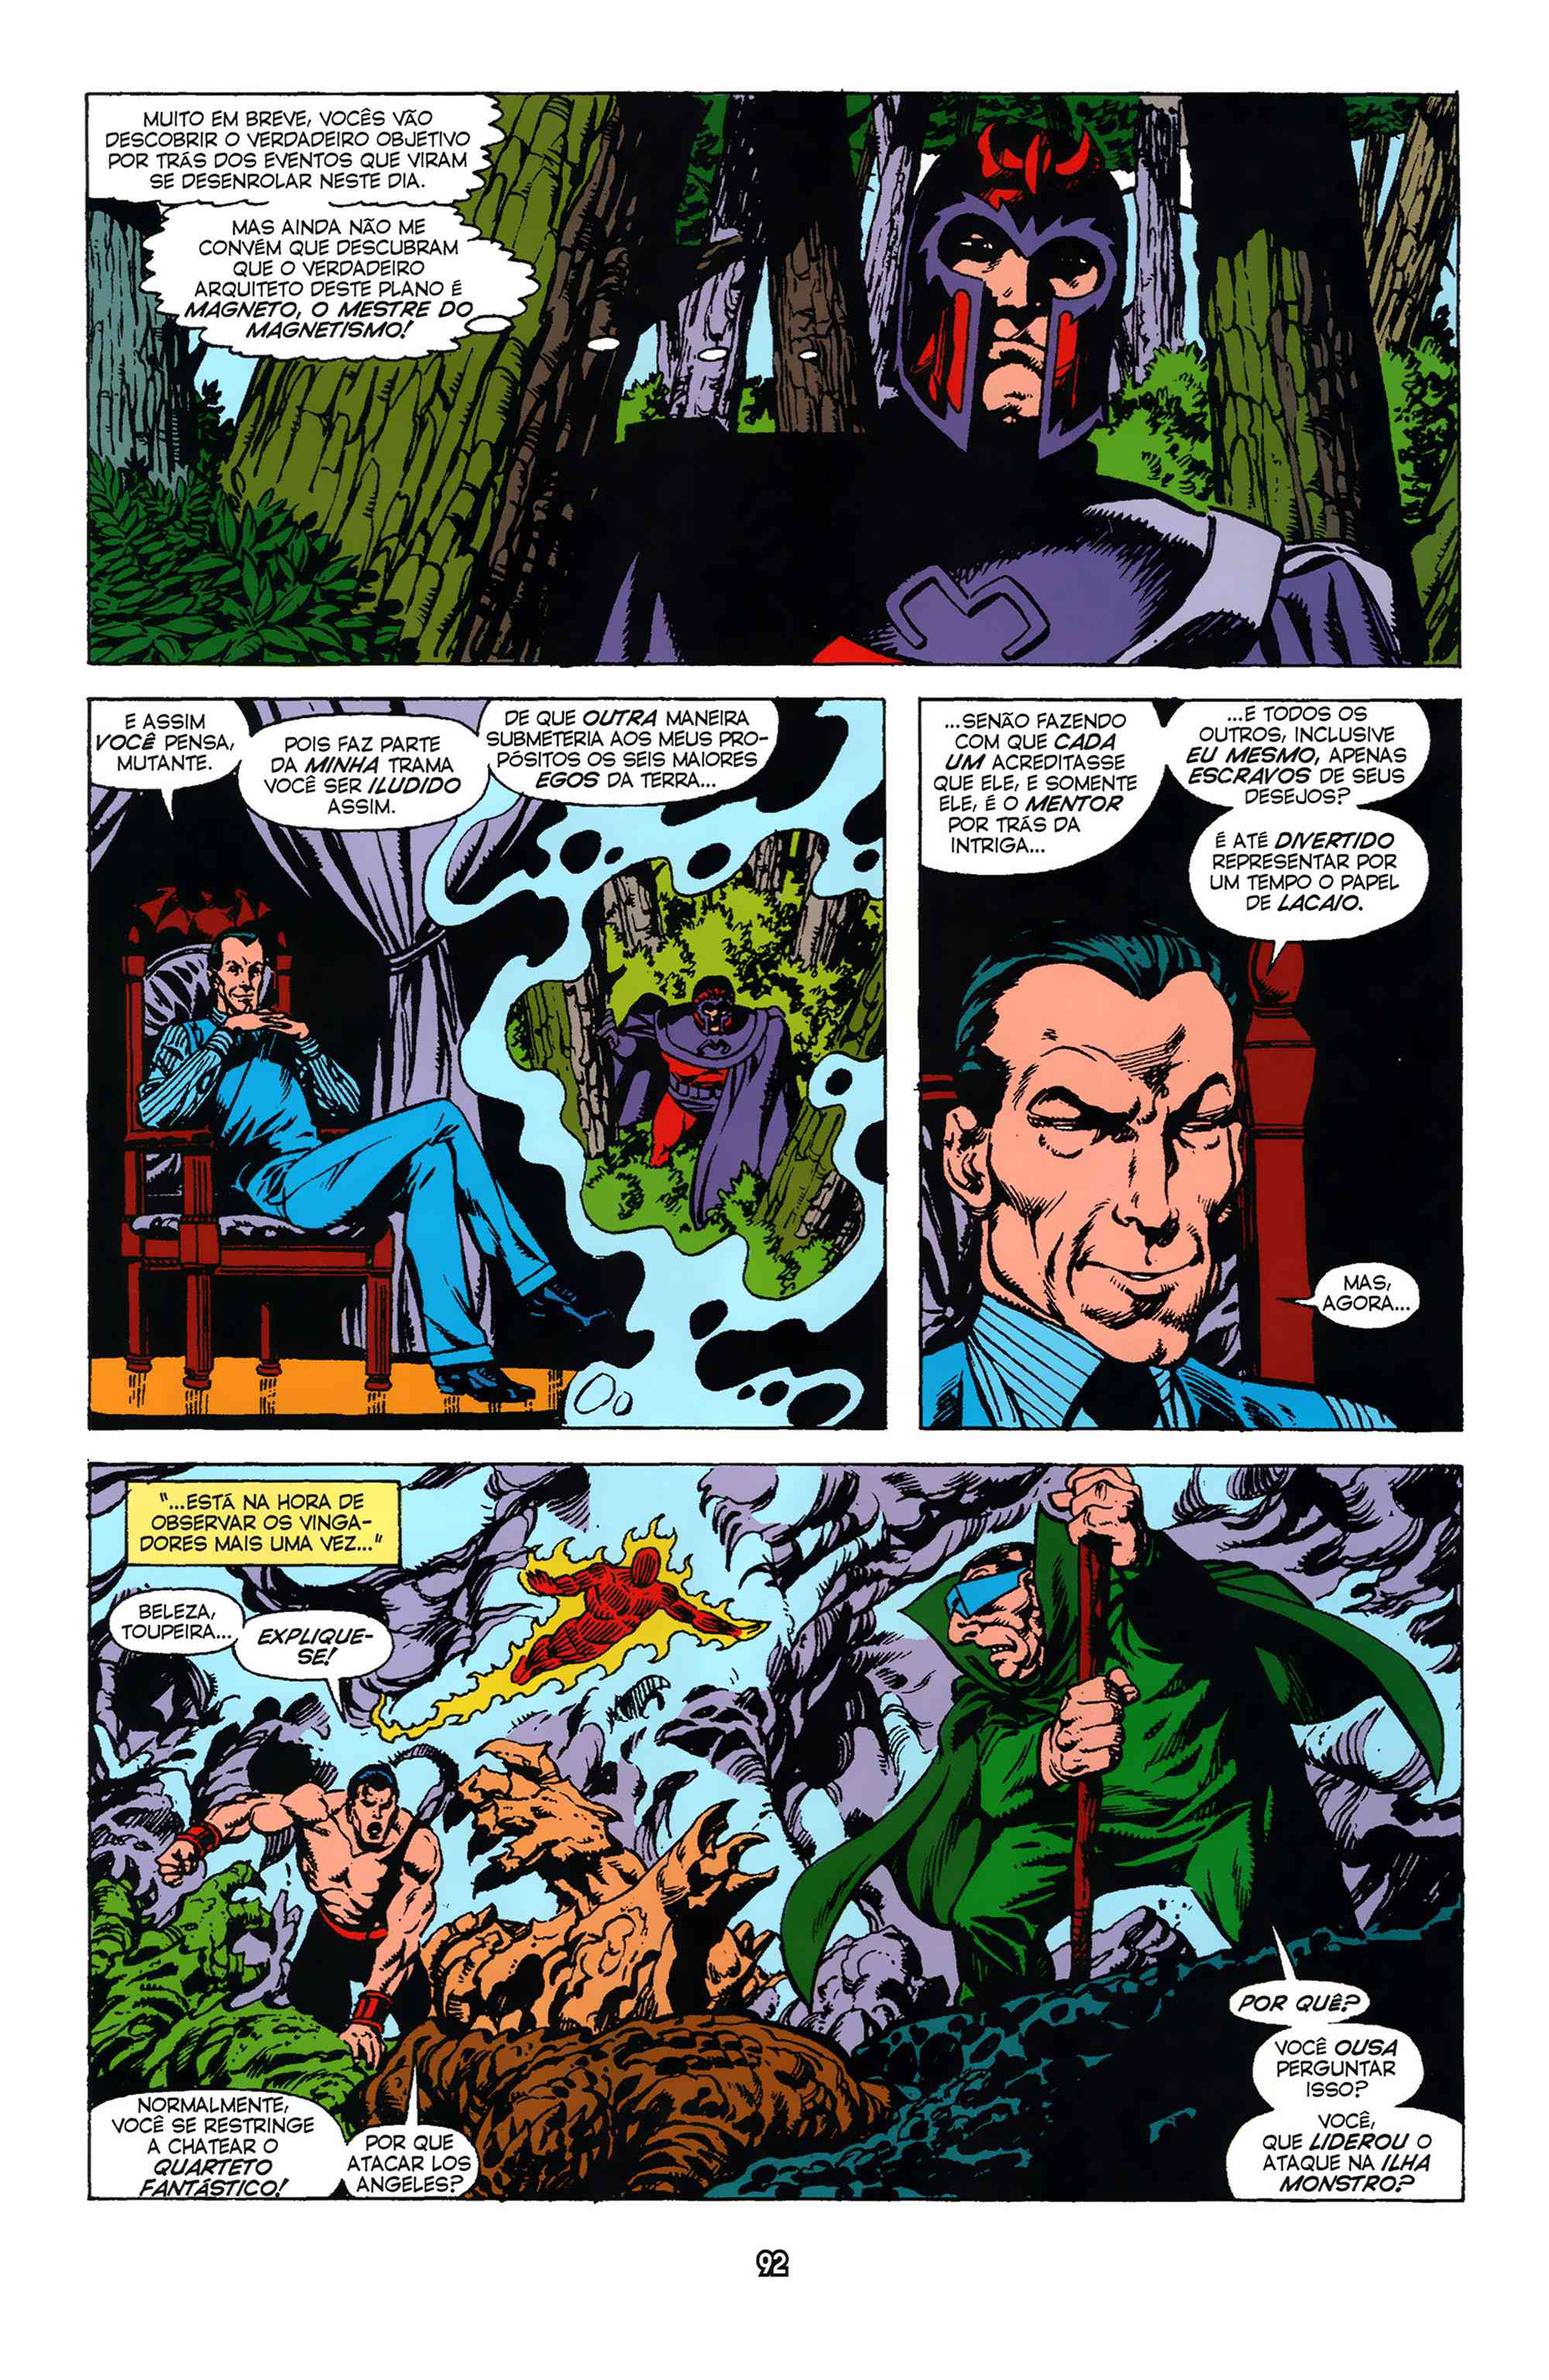 MUITO EM BREVE, VOCÊS VÃO
DESCOBRIR O VERDADEIRO OBJETIVO
POR TRÁS DOS EVENTOS QUE VIRAM
SE DESENROLAR NESTE DIA.
MAS AINDA NÃO ME
CONVÉM QUE DESCUBRAM
QUE O VERDADEIRO
ARQUITETO DESTE PLANO É
MAGNETO, O MESTRE DO
MAGNETISMO!
E ASSIM
VOCÊ PENSA,
MUTANTE.
POIS FAZ PARTE
DA MINHA TRAMA
VOCÊ SER ILUDIDO
ASSIM.
DE QUE OUTRA MANEIRA
SUBMETERIA AOS MEUS PRO-
PÓSITOS OS SEIS MAIORES
EGOS DA TERRA...
...SENÃO FAZENDO
COM QUE CADA
UM ACREDITASSE
QUE ELE, E SOMENTE
ELE, É O MENTOR
POR TRÁS DA
INTRIGA...
...E TODOS OS
OUTROS, INCLUSIVE
EU MESMO, APENAS
ESCRAVOS DE SEUS
DESEJOS?
É ATÉ DIVERTIDO
REPRESENTAR POR
UM TEMPO O PAPEL
DE LACAIO.
MAS,
AGORA...
"...ESTÁ NA HORA DE
OBSERVAR OS VINGA-
DORES MAIS UMA VEZ..."
BELEZA,
TOUPEIRA...
EXPLIQUE-
SE!
NORMALMENTE,
VOCÊ SE RESTRINGE
A CHATEAR O
QUARTETO
FANTÁSTICO!
POR QUE
ATACAR LOS
ANGELES?
POR QUÊ?
VOCÊ OUSA
PERGUNTAR
ISSO?
VOCÊ,
QUE LIDEROU O
ATAQUE NA ILHA
MONSTRO?
92